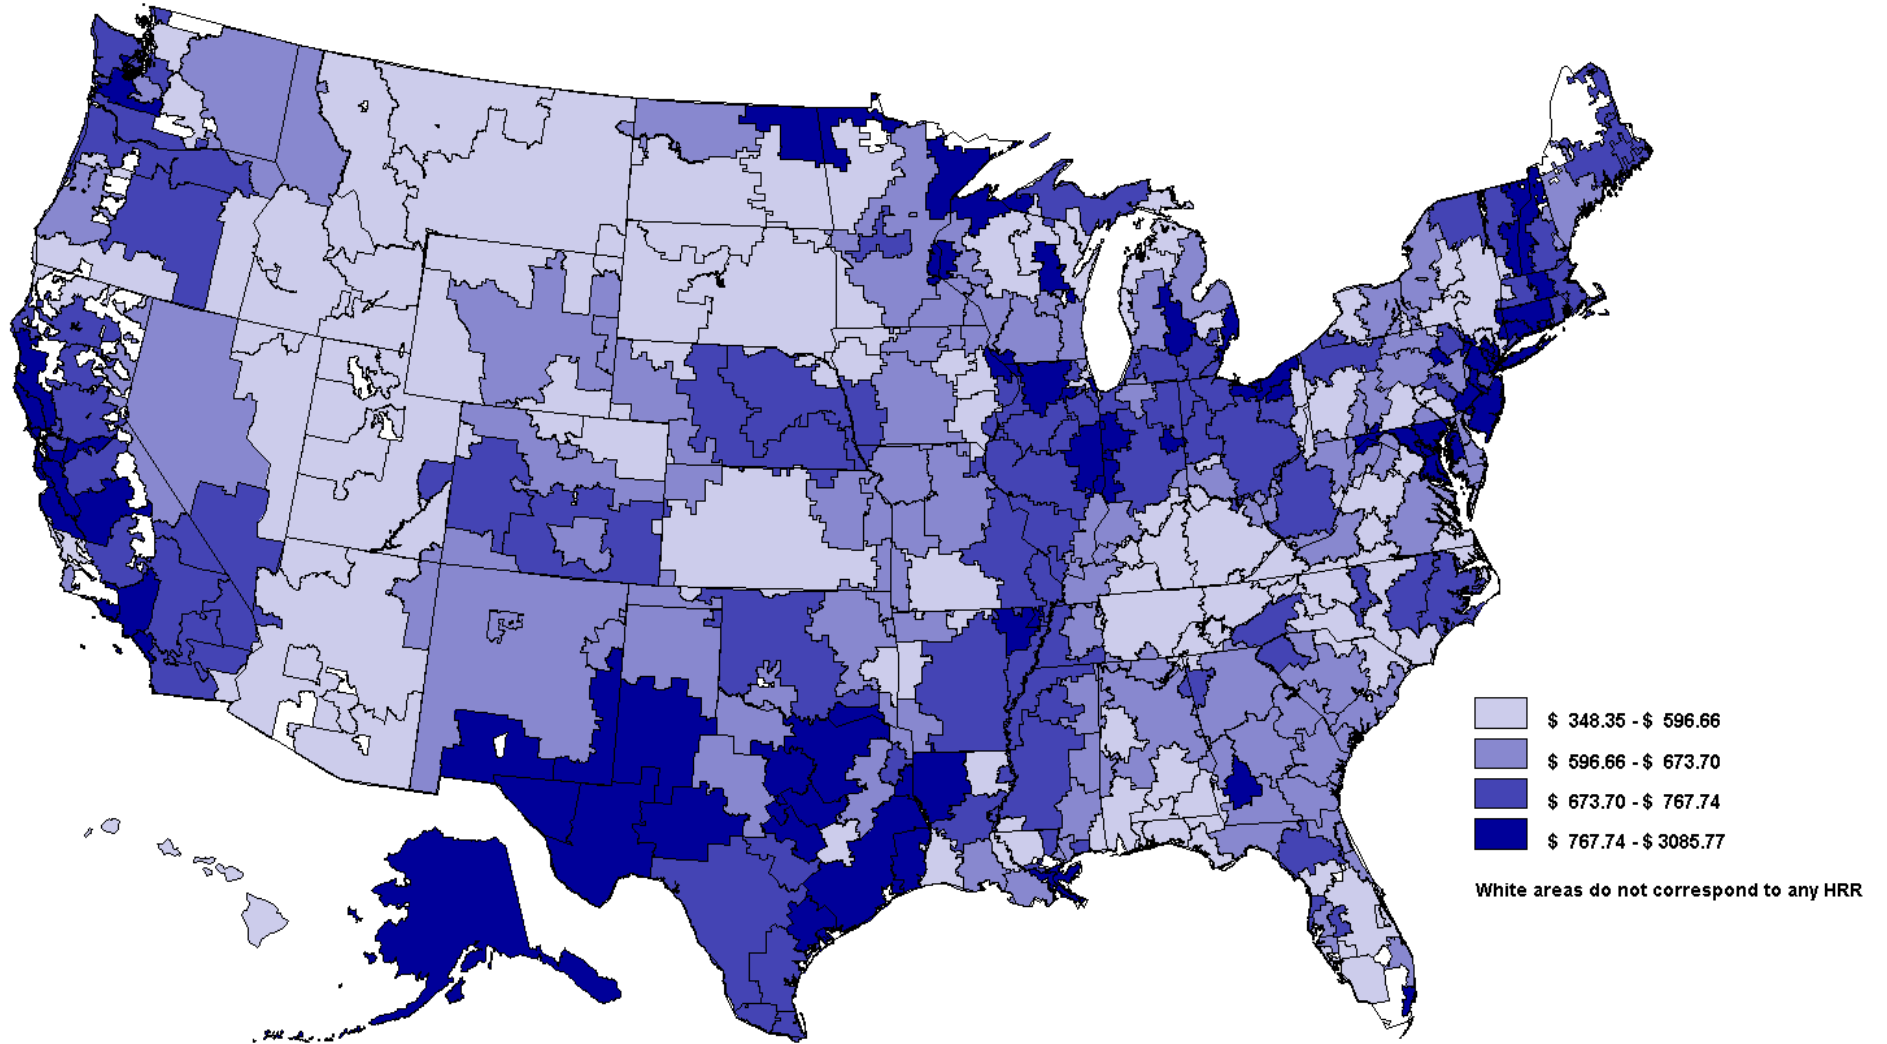 $ 348.35 - $ 596.66
$ 596.66 - $ 673.70
$ 673.70 - $ 767.74
$ 767.74 - $ 3085.77
White areas do not correspond to any HRR